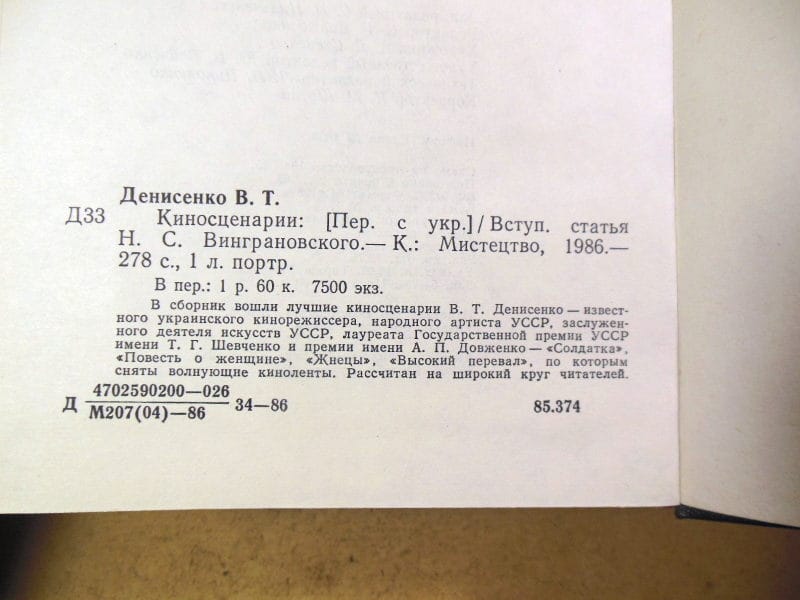 Денисенко В. Т.
Д33 Киносценарии: [Пер. с укр.] / Вступ. статья
Н. С. Винграновского.— К.: Мистецтво, 1986.—
278 с., 1 л. портр.
В пер.: 1 р. 60 к. 7500 экз.
В сборник вошли лучшие киносценарии В. Т. Денисенко — извест-
ного украинского кинорежиссера, народного артиста УССР, заслужен-
ного деятеля искусств УССР, лауреата Государственной премии УССР
имени Т. Г. Шевченко и премии имени А. П. Довженко — «Солдатка»,
«Повесть о женщине», «Жнецы», «Высокий перевал», по которым
сняты волнующие киноленты. Рассчитан на широкий круг читателей.
4702590200—026
Д М207(04)—86 34—86 85.374